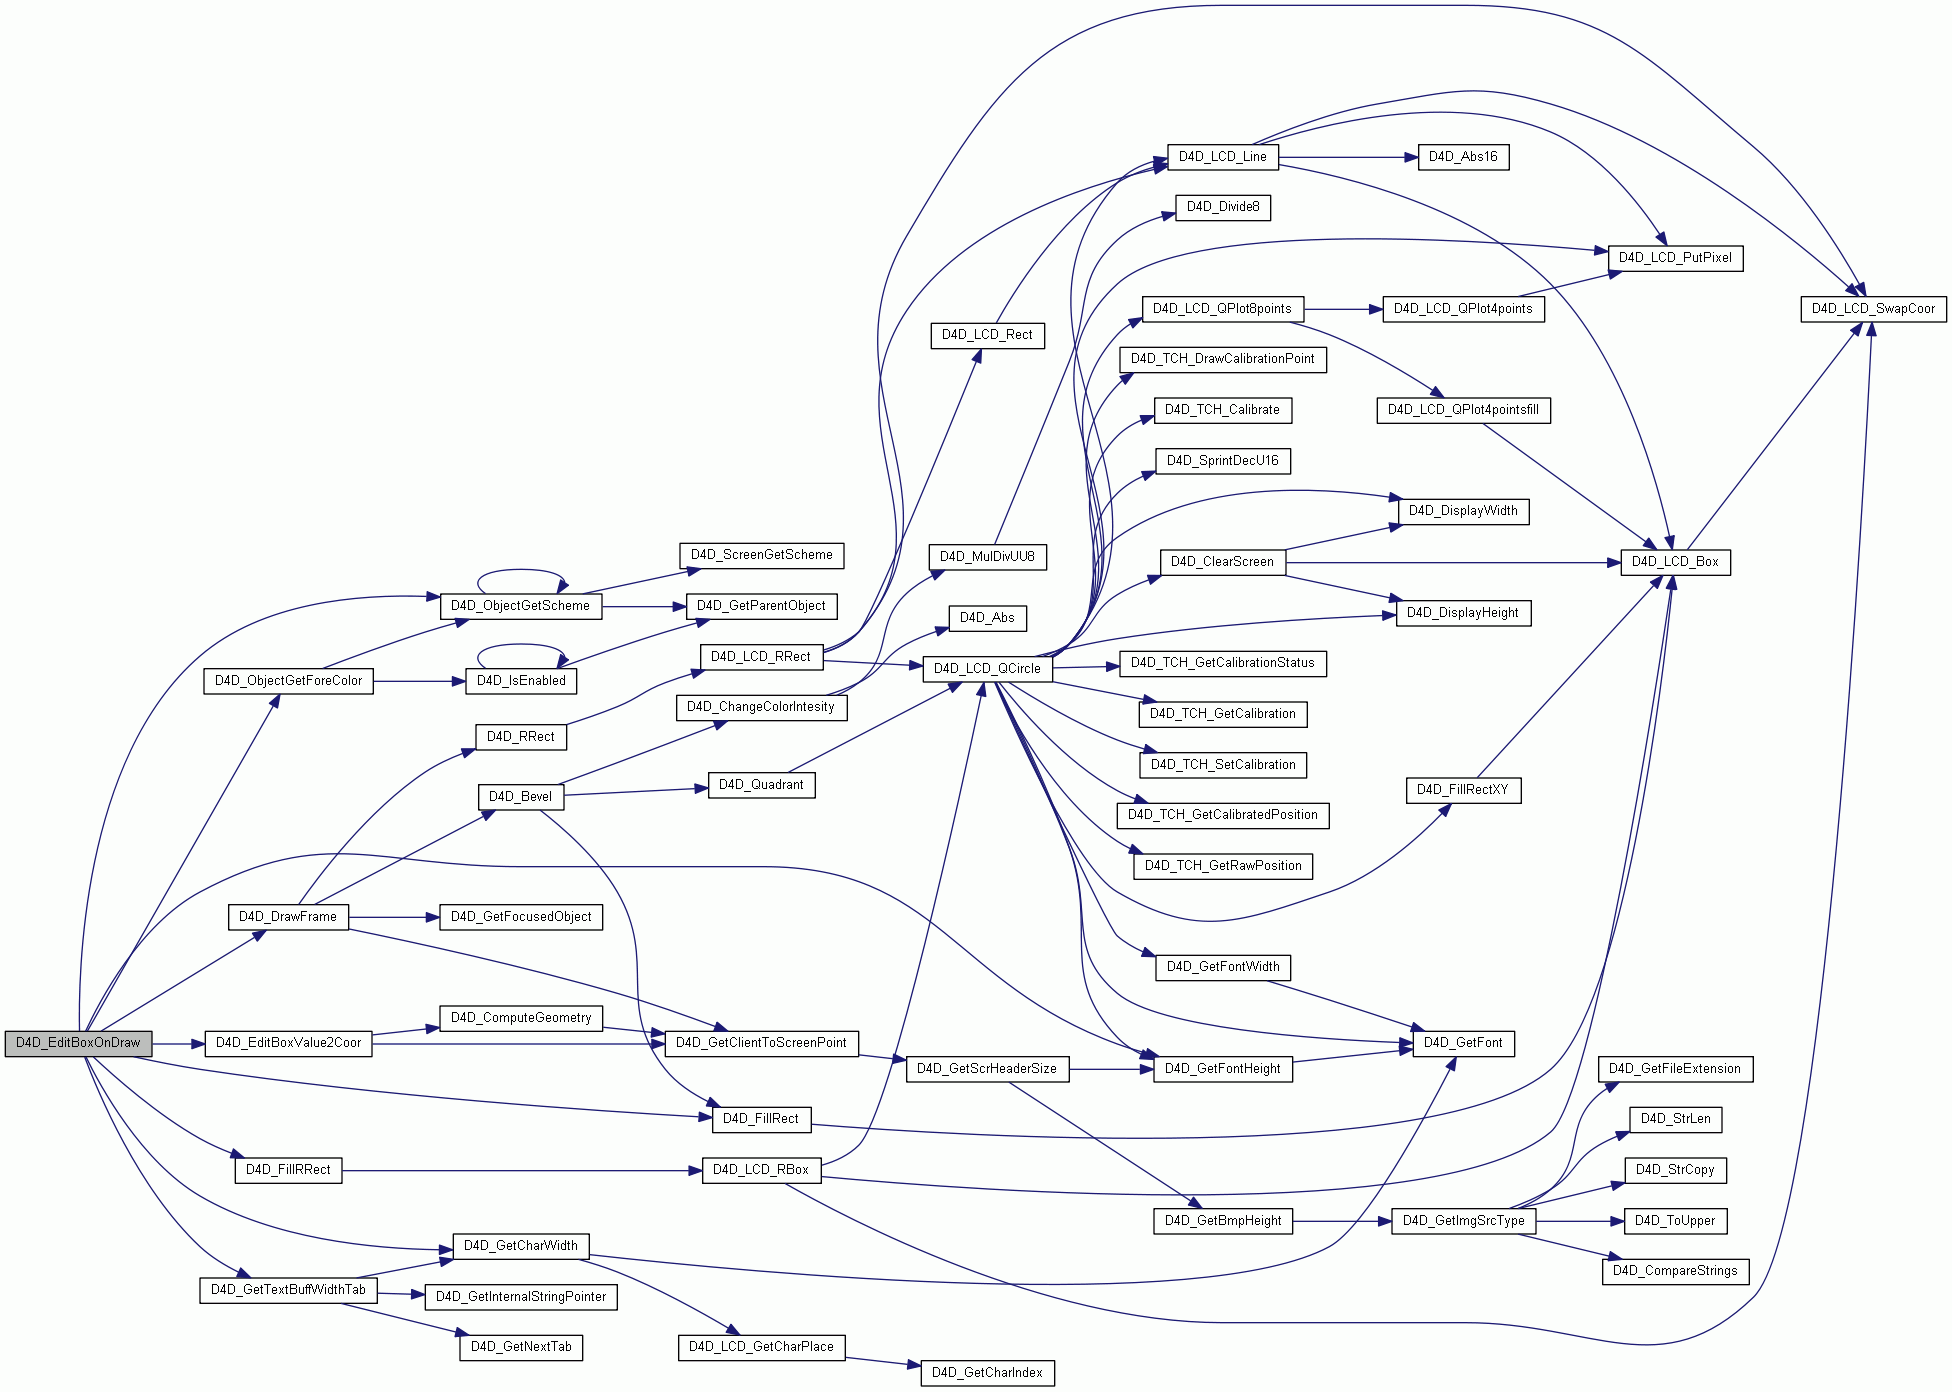 D4D_LCD_Line
D4D_Abs16
D4D_Divide8
D4D_LCD_PutPixel
D4D_LCD_QPlot8points
D4D_LCD_QPlot4points
D4D_LCD_SwapCoor
D4D_LCD_Rect
D4D_TCH_DrawCalibrationPoint
D4D_TCH_Calibrate
D4D_LCD_QPlot4pointsfill
D4D_SprintDecU16
D4D_DisplayWidth
D4D_ScreenGetScheme
D4D_MulDivUU8
D4D_ClearScreen
D4D_LCD_Box
D4D_ObjectGetScheme
D4D_GetParentObject
D4D_Abs
D4D_DisplayHeight
D4D_LCD_RRect
D4D_LCD_QCircle
D4D_TCH_GetCalibrationStatus
D4D_ObjectGetForeColor
D4D_IsEnabled
D4D_ChangeColorIntesity
D4D_TCH_GetCalibration
D4D_RRect
D4D_TCH_SetCalibration
D4D_Bevel
D4D_Quadrant
D4D_FillRectXY
D4D_TCH_GetCalibratedPosition
D4D_TCH_GetRawPosition
D4D_DrawFrame
D4D_GetFocusedObject
D4D_GetFontWidth
D4D_ComputeGeometry
D4D_EditBoxOnDraw
D4D_EditBoxValue2Coor
D4D_GetClientToScreenPoint
D4D_GetFont
D4D_GetScrHeaderSize
D4D_GetFontHeight
D4D_GetFileExtension
D4D_FillRect
D4D_StrLen
D4D_FillRRect
D4D_LCD_RBox
D4D_StrCopy
D4D_GetBmpHeight
D4D_GetImgSrcType
D4D_ToUpper
D4D_GetCharWidth
D4D_CompareStrings
D4D_GetTextBuffWidthTab
D4D_GetInternalStringPointer
D4D_GetNextTab
D4D_LCD_GetCharPlace
D4D_GetCharIndex